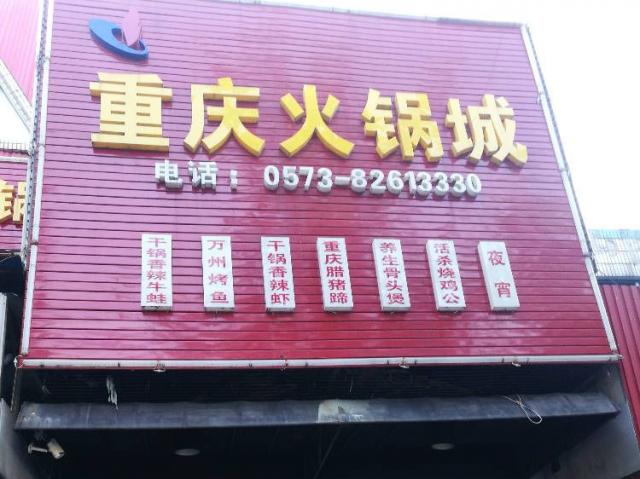 重庆火锅城
电话：0573-82613330
干锅香辣牛蛙
万州烤鱼
干锅香辣虾
重庆腊猪蹄
养生骨头煲
活杀烧鸡公
夜宵
锅